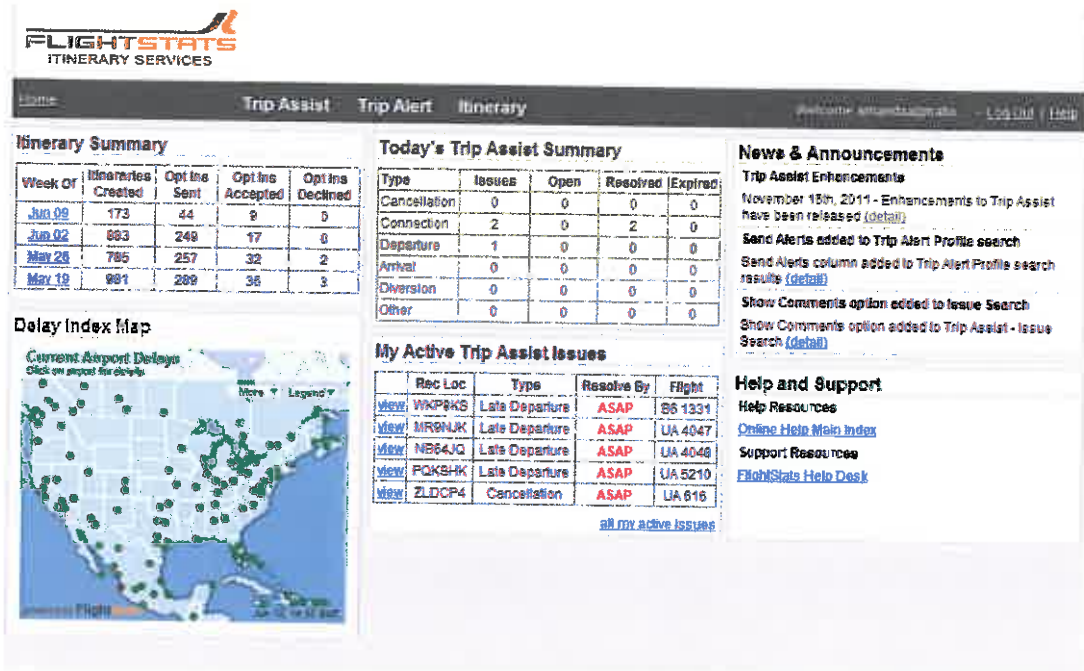 FLIGHTSTATS
ITINERARY SERVICES
Home
Trip Assist
Trip Alert
Itinerary
Welcome
Log Out | Help
Itinerary Summary
Week Of Itineraries Created Opt Ins Sent Opt Ins Accepted Opt Ins Declined
Jun 09 173 44 9 0
Jun 02 883 249 17 0
May 26 785 257 32 2
May 19 981 289 36 3
Delay Index Map
Current Airport Delays
Click on airport for details
More
Legend
Flight
Today's Trip Assist Summary
Type Issues Open Resolved Expired
Cancellation 0 0 0 0
Connection 2 0 2 0
Departure 1 0 0 0
Arrival 0 0 0 0
Diversion 0 0 0 0
Other 0 0 0 0
My Active Trip Assist Issues
Rec Loc Type Resolve By Flight
view Late Departure ASAP B6 1331
view MR9NJK Late Departure ASAP UA 4047
view NB64JQ Late Departure ASAP
view Late Departure ASAP UA 5210
view ZLDCP4 Cancellation ASAP UA 616
all my active issues
News & Announcements
Trip Assist Enhancements
November 15th, 2011 - Enhancements to Trip Assist
have been released (detail)
Send Alerts added to Trip Alert Profile search
Send Alerts column added to Trip Alert Profile search
results (detail)
Show Comments option added to Issue Search
Show Comments option added to Trip Assist - Issue
Search (detail)
Help and Support
Help Resources
Online Help Main Index
Support Resources
FlightStats Help Desk